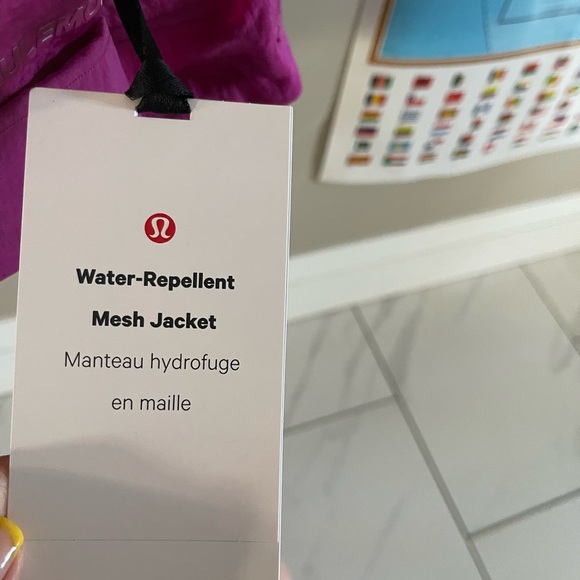 Water-Repellent
Mesh Jacket
Manteau hydrofuge
en maille